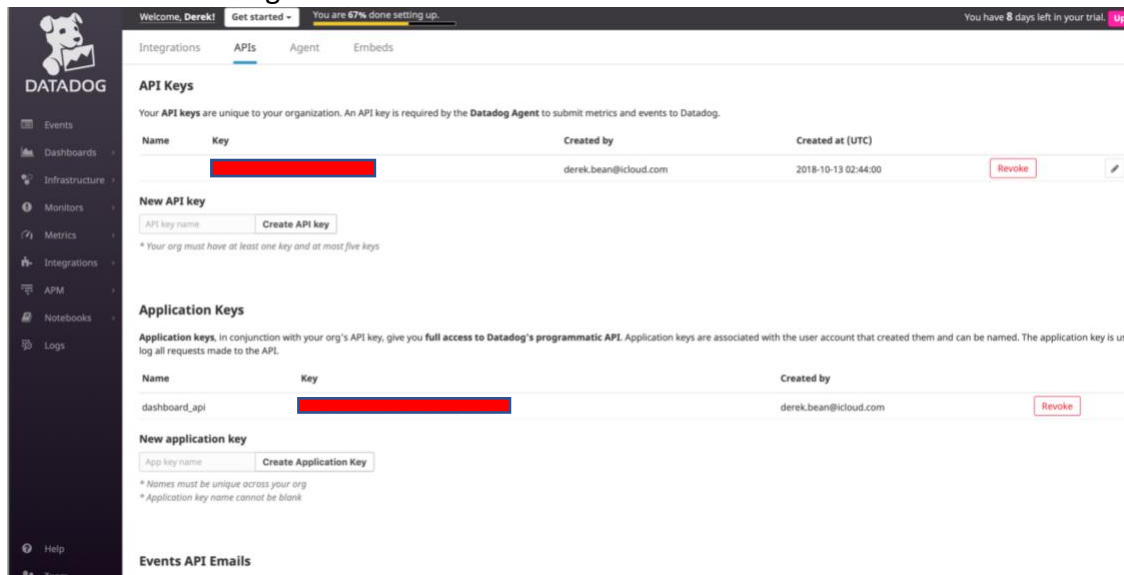 Welcome, Derek! Get started You are 67% done setting up. You have 8 days left in your trial.
Integrations APIs Agent Embeds
DATADOG
Events
Dashboards
Infrastructure
Monitors
Metrics
Integrations
APM
Notebooks
Logs
Help
API Keys
Your API keys are unique to your organization. An API key is required by the Datadog Agent to submit metrics and events to Datadog.
Name Key Created by Created at (UTC)
derek.bean@icloud.com 2018-10-13 02:44:00 Revoke
New API key
API key name Create API key
* Your org must have at least one key and at most five keys
Application Keys
Application keys, in conjunction with your org's API key, give you full access to Datadog's programmatic API. Application keys are associated with the user account that created them and can be named. The application key is
log all requests made to the API.
Name Key Created by
dashboard_api derek.bean@icloud.com Revoke
New application key
App key name Create Application Key
* Names must be unique across your org
* Application key name cannot be blank
Events API Emails